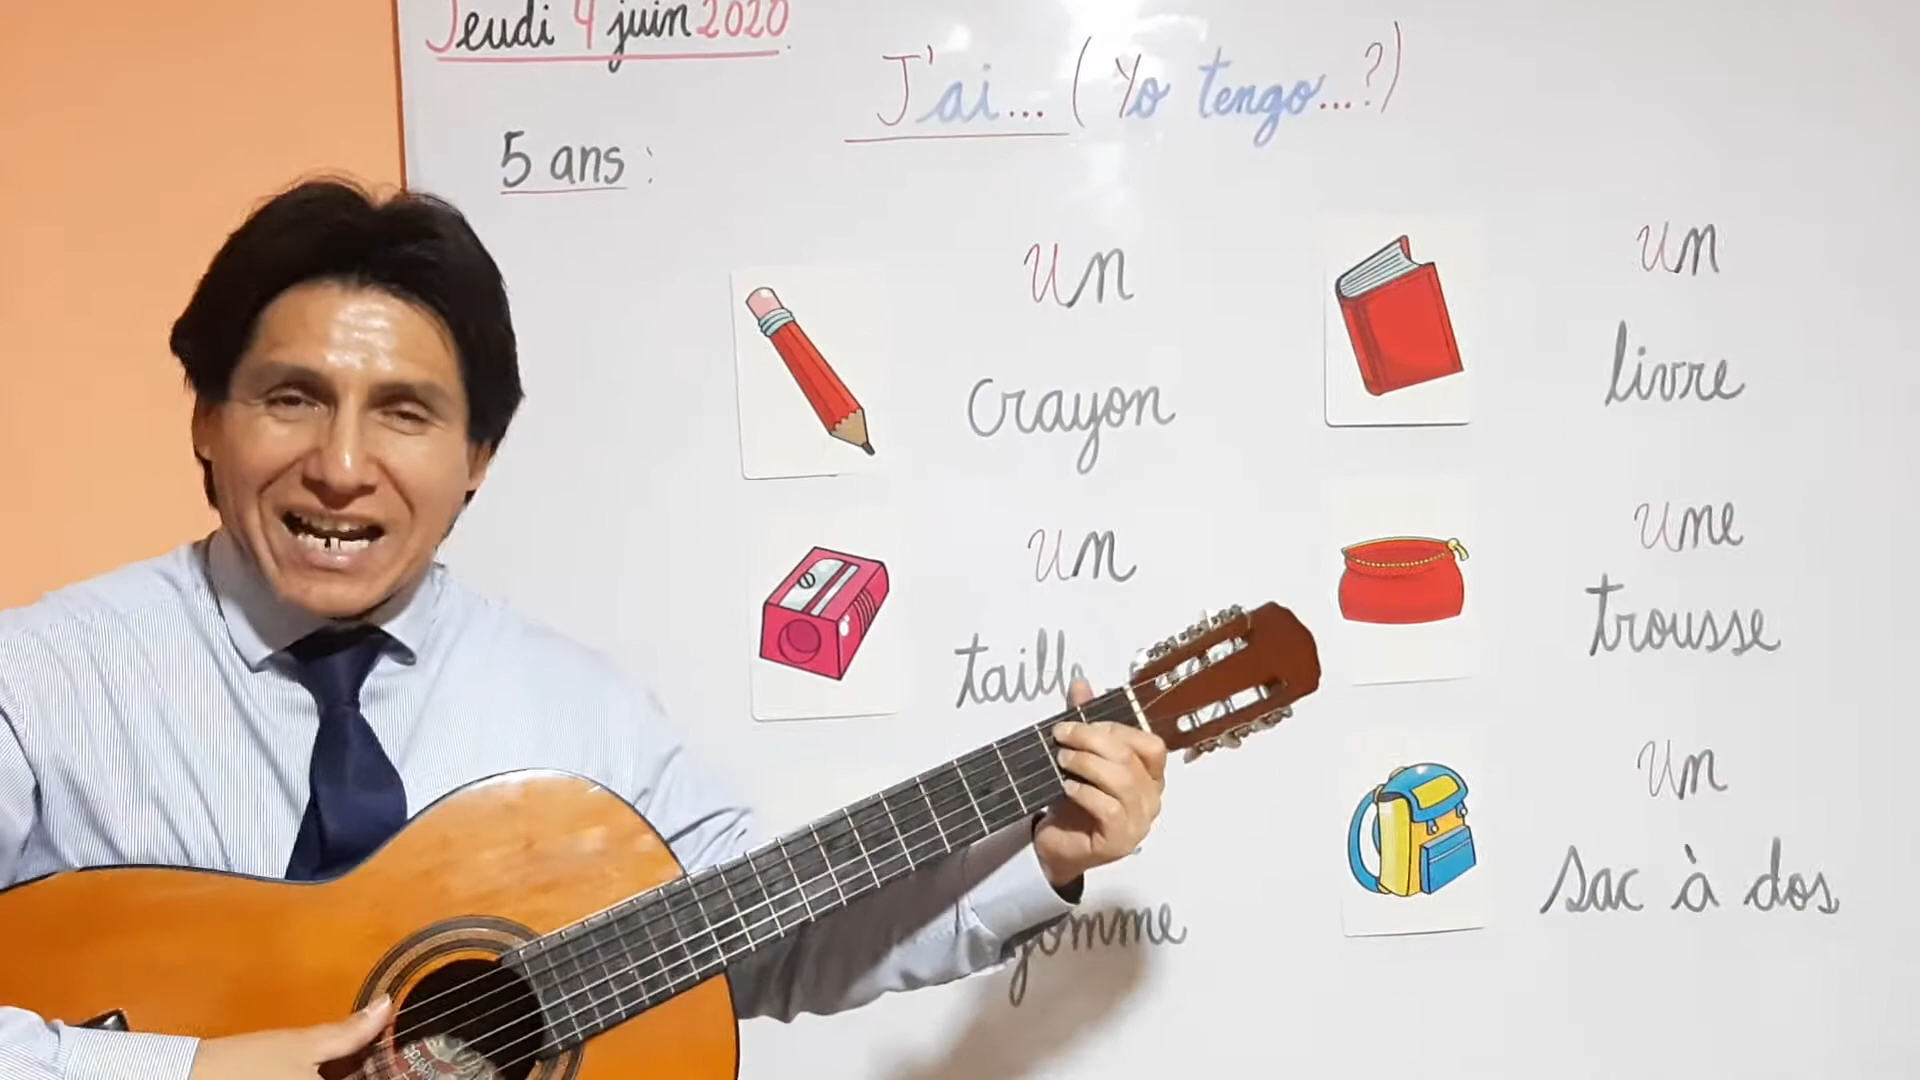 Jeudi 4 juin 2020.
J'ai... (Yo tengo...?)
5 ans :
un
crayon
un
livre
un
une
trousse
un
sac à dos
gomme